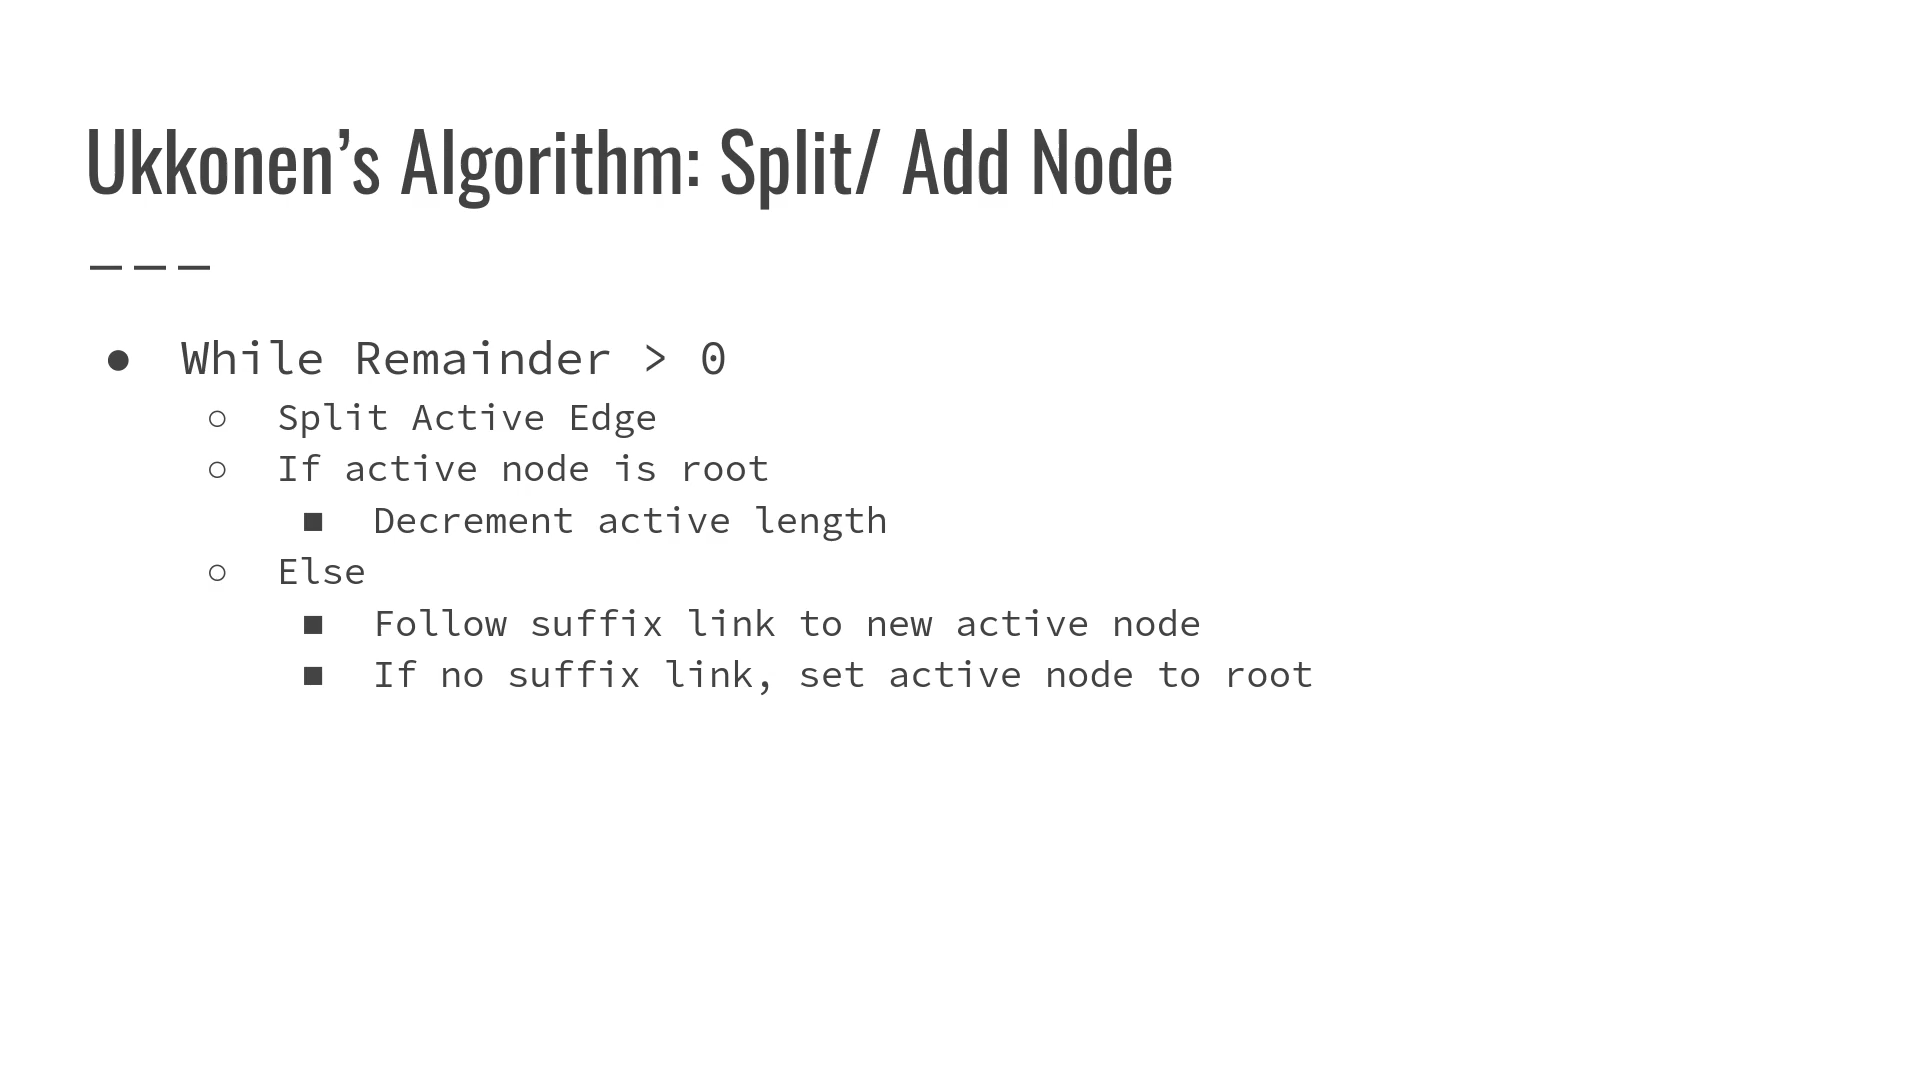 Ukkonen’s Algorithm: Split/ Add Node
● While Remainder > 0
○ Split Active Edge
○ If active node is root
■ Decrement active length
○ Else
■ Follow suffix link to new active node
■ If no suffix link, set active node to root